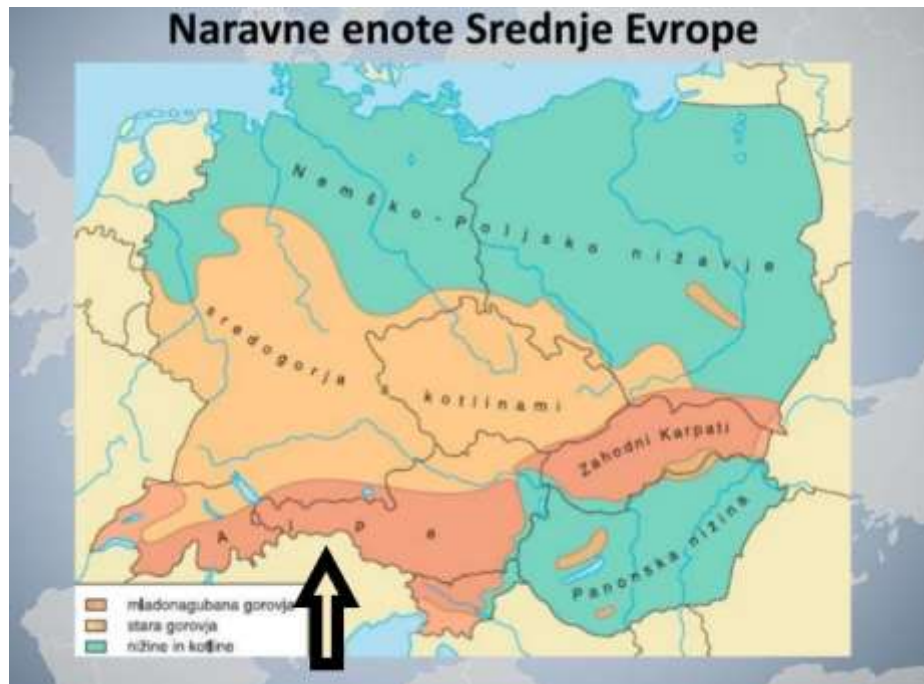 Naravne enote Srednje Evrope
Nemško-Poljsko nižavje
sredogorja s kotlinami
Zahodni Karpati
Alpe
Panonska nižina
mladonagubana gorovja
stara gorovja
nižine in kotline